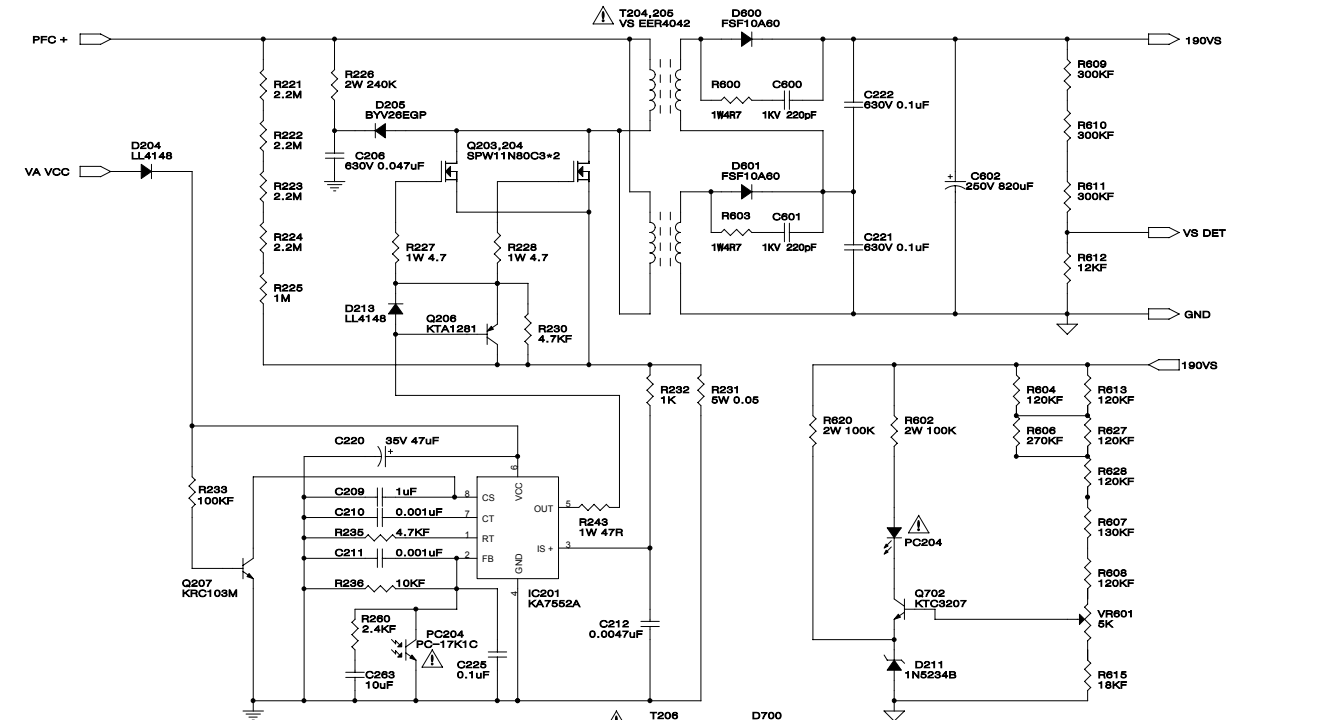 T204,205
VS EER4042
D600
FSF10A60
PFC +
190VS
R221
2.2M
R226
2W 240K
R600
C600
1W4R7
1KV 220pF
C222
630V 0.1uF
R609
300KF
D205
BYV26EGP
R222
2.2M
Q203,204
SPW11N80C3*2
R610
300KF
D204
LL4148
C206
630V 0.047uF
VA VCC
D601
FSF10A60
C602
250V 820uF
+
R223
2.2M
R611
300KF
R603
C601
1W4R7
1KV 220pF
R224
2.2M
R227
1W 4.7
R228
1W 4.7
C221
630V 0.1uF
VS DET
R612
12KF
R225
1M
D213
LL4148
Q206
KTA1281
R230
4.7KF
GND
190VS
R232
1K
R231
5W 0.05
R604
120KF
R613
120KF
R620
2W 100K
R602
2W 100K
R606
270KF
R627
120KF
C220
35V 47uF
+
6
R628
120KF
R233
100KF
C209
1uF
8
CS
VCC
C210
0.001uF
7
CT
OUT
5
R243
1W 47R
R235
4.7KF
1
RT
C211
0.001uF
2
FB
IS +
3
GND
4
R607
130KF
PC204
R236
10KF
R608
120KF
Q207
KRC103M
IC201
KA7552A
Q702
KTC3207
VR601
5K
R260
2.4KF
PC204
PC-17K1C
C212
0.0047uF
C225
0.1uF
C263
10uF
D211
1N5234B
R615
18KF
T206
D700